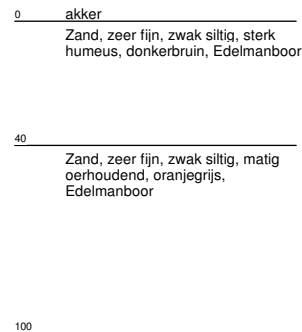 0 akker
Zand, zeer fijn, zwak siltig, sterk
humeus, donkerbruin, Edelmanboor
40
Zand, zeer fijn, zwak siltig, matig
oerhoudend, oranjegrijs,
Edelmanboor
100